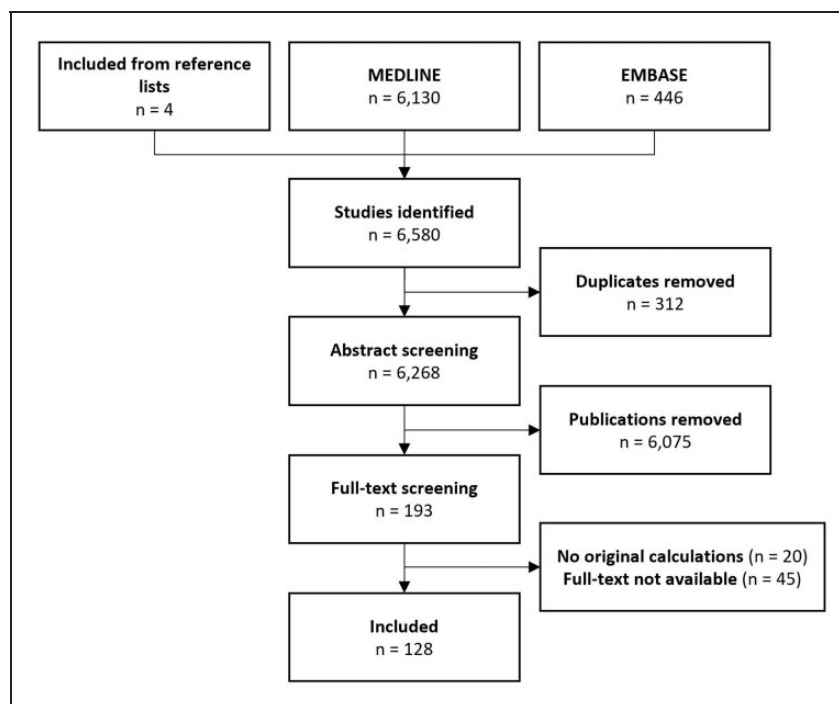 Included from reference
lists
n = 4
MEDLINE
n = 6,130
EMBASE
n = 446
Studies identified
n = 6,580
Duplicates removed
n = 312
Abstract screening
n = 6,268
Publications removed
n = 6,075
Full-text screening
n = 193
No original calculations (n = 20)
Full-text not available (n = 45)
Included
n = 128